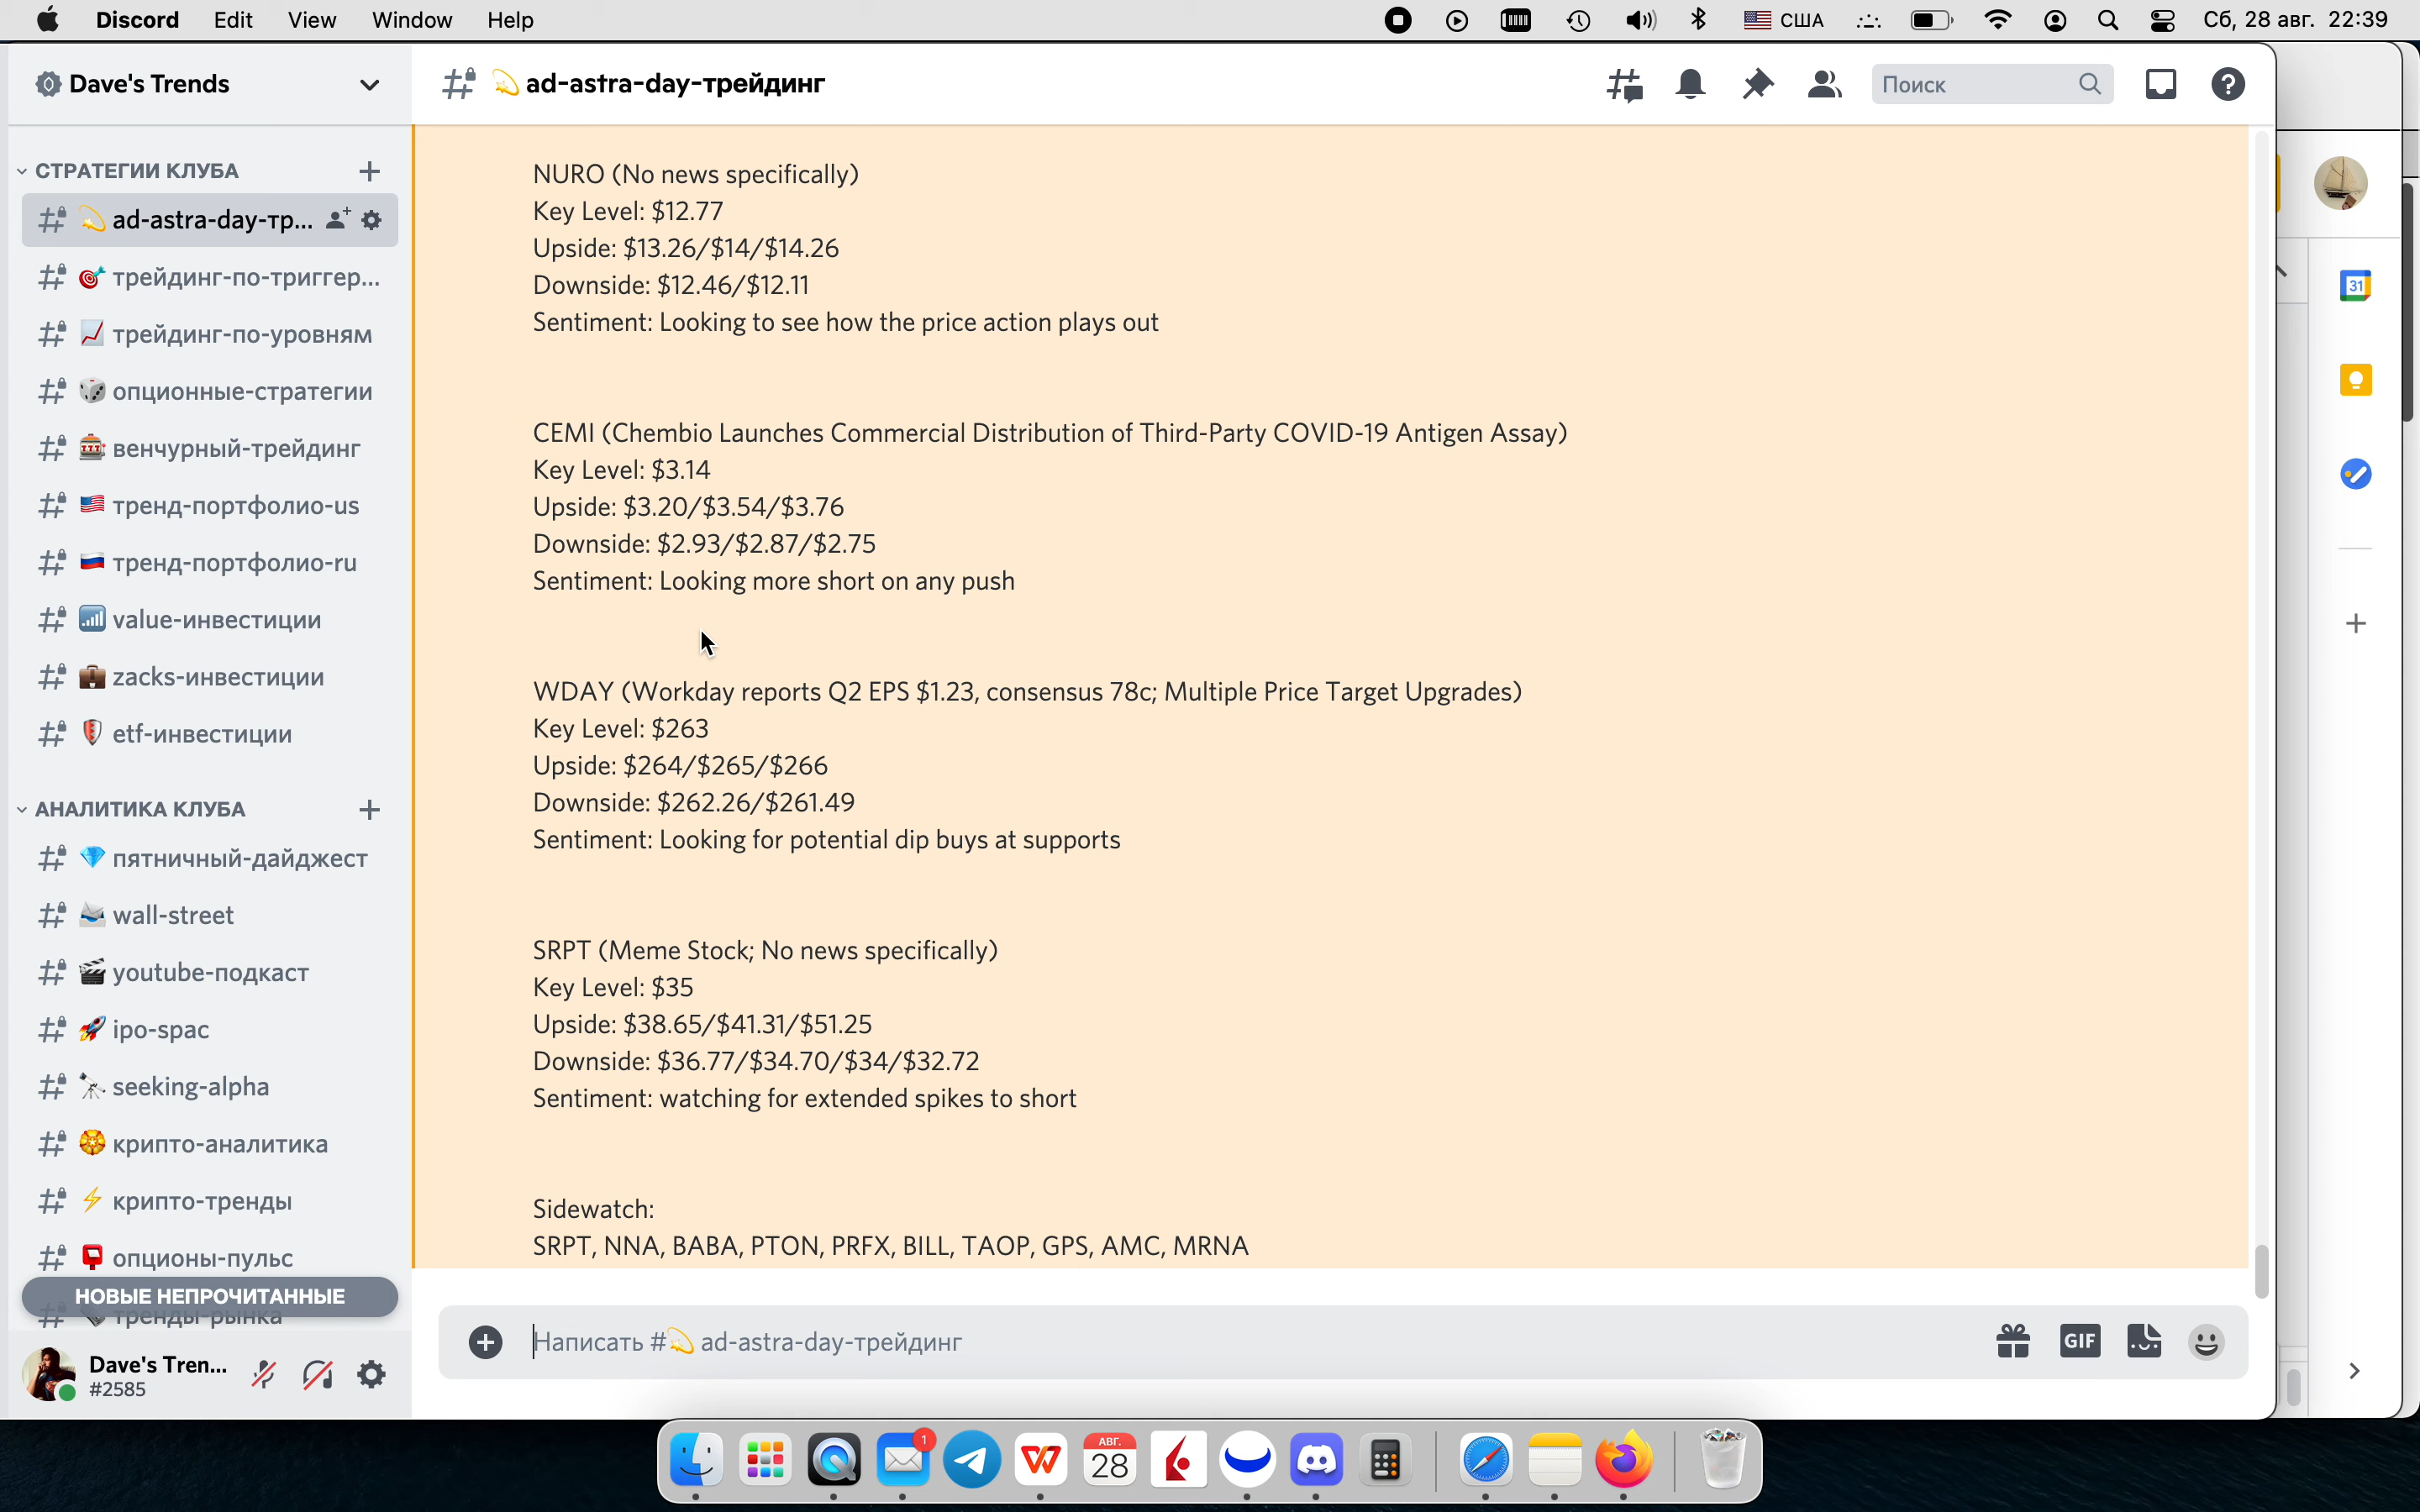 Discord Edit View Window Help
США Сб, 28 авг. 22:39
Dave's Trends
СТРАТЕГИИ КЛУБА
ad-astra-day-тр...
трейдинг-по-триггер...
трейдинг-по-уровням
опционные-стратегии
венчурный-трейдинг
тренд-портфолио-us
тренд-портфолио-ru
value-инвестиции
zacks-инвестиции
etf-инвестиции
АНАЛИТИКА КЛУБА
пятничный-дайджест
wall-street
youtube-подкаст
ipo-spac
seeking-alpha
крипто-аналитика
крипто-тренды
опционы-пульс
НОВЫЕ НЕПРОЧИТАННЫЕ
тренды-рынка
Dave's Tren...
#2585
ad-astra-day-трейдинг
Поиск
NURO (No news specifically)
Key Level: $12.77
Upside: $13.26/$14/$14.26
Downside: $12.46/$12.11
Sentiment: Looking to see how the price action plays out
CEMI (Chembio Launches Commercial Distribution of Third-Party COVID-19 Antigen Assay)
Key Level: $3.14
Upside: $3.20/$3.54/$3.76
Downside: $2.93/$2.87/$2.75
Sentiment: Looking more short on any push
WDAY (Workday reports Q2 EPS $1.23, consensus 78c; Multiple Price Target Upgrades)
Key Level: $263
Upside: $264/$265/$266
Downside: $262.26/$261.49
Sentiment: Looking for potential dip buys at supports
SRPT (Meme Stock; No news specifically)
Key Level: $35
Upside: $38.65/$41.31/$51.25
Downside: $36.77/$34.70/$34/$32.72
Sentiment: watching for extended spikes to short
Sidewatch:
SRPT, NNA, BABA, PTON, PRFX, BILL, TAOP, GPS, AMC, MRNA
Написать # ad-astra-day-трейдинг
GIF
31
1
АВГ.
28